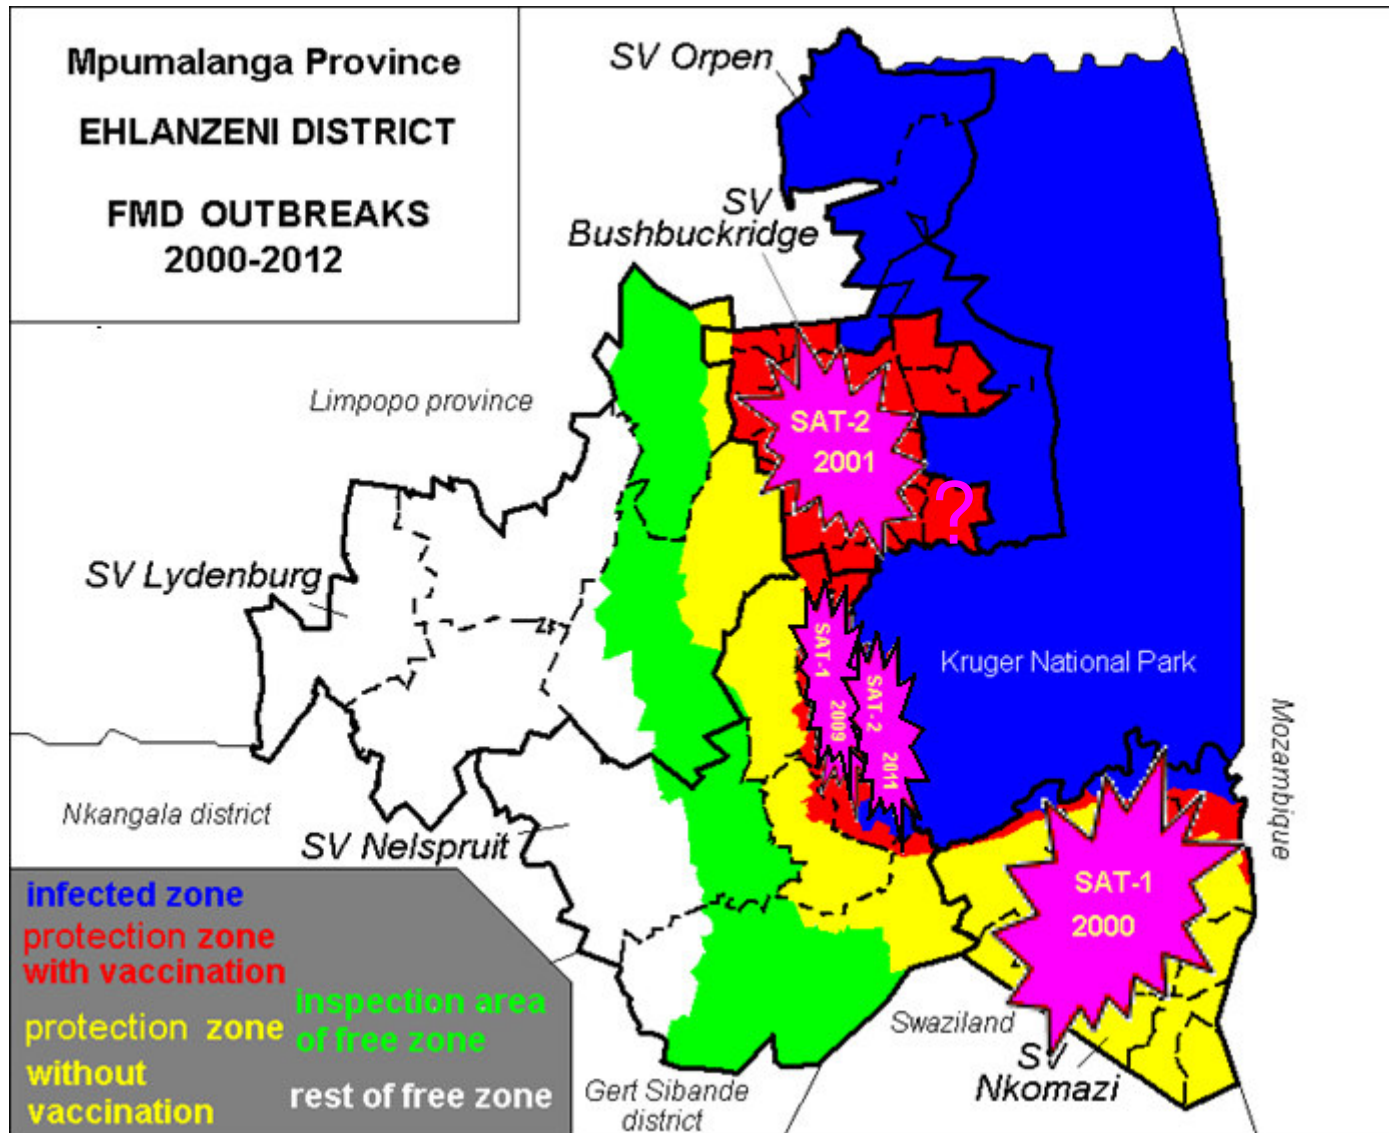 Mpumalanga Province
EHLANZENI DISTRICT
FMD OUTBREAKS
2000-2012
SV Orpen
SV
Bushbuckridge
Limpopo province
SAT-2
2001
?
SV Lydenburg
SAT-1
2009
SAT-2
2011
Kruger National Park
Mozambique
Nkangala district
SV Nelspruit
SAT-1
2000
Swaziland
SV
Nkomazi
Gert Sibande
district
infected zone
protection zone
with vaccination
protection zone
without
vaccination
inspection area
of free zone
rest of free zone